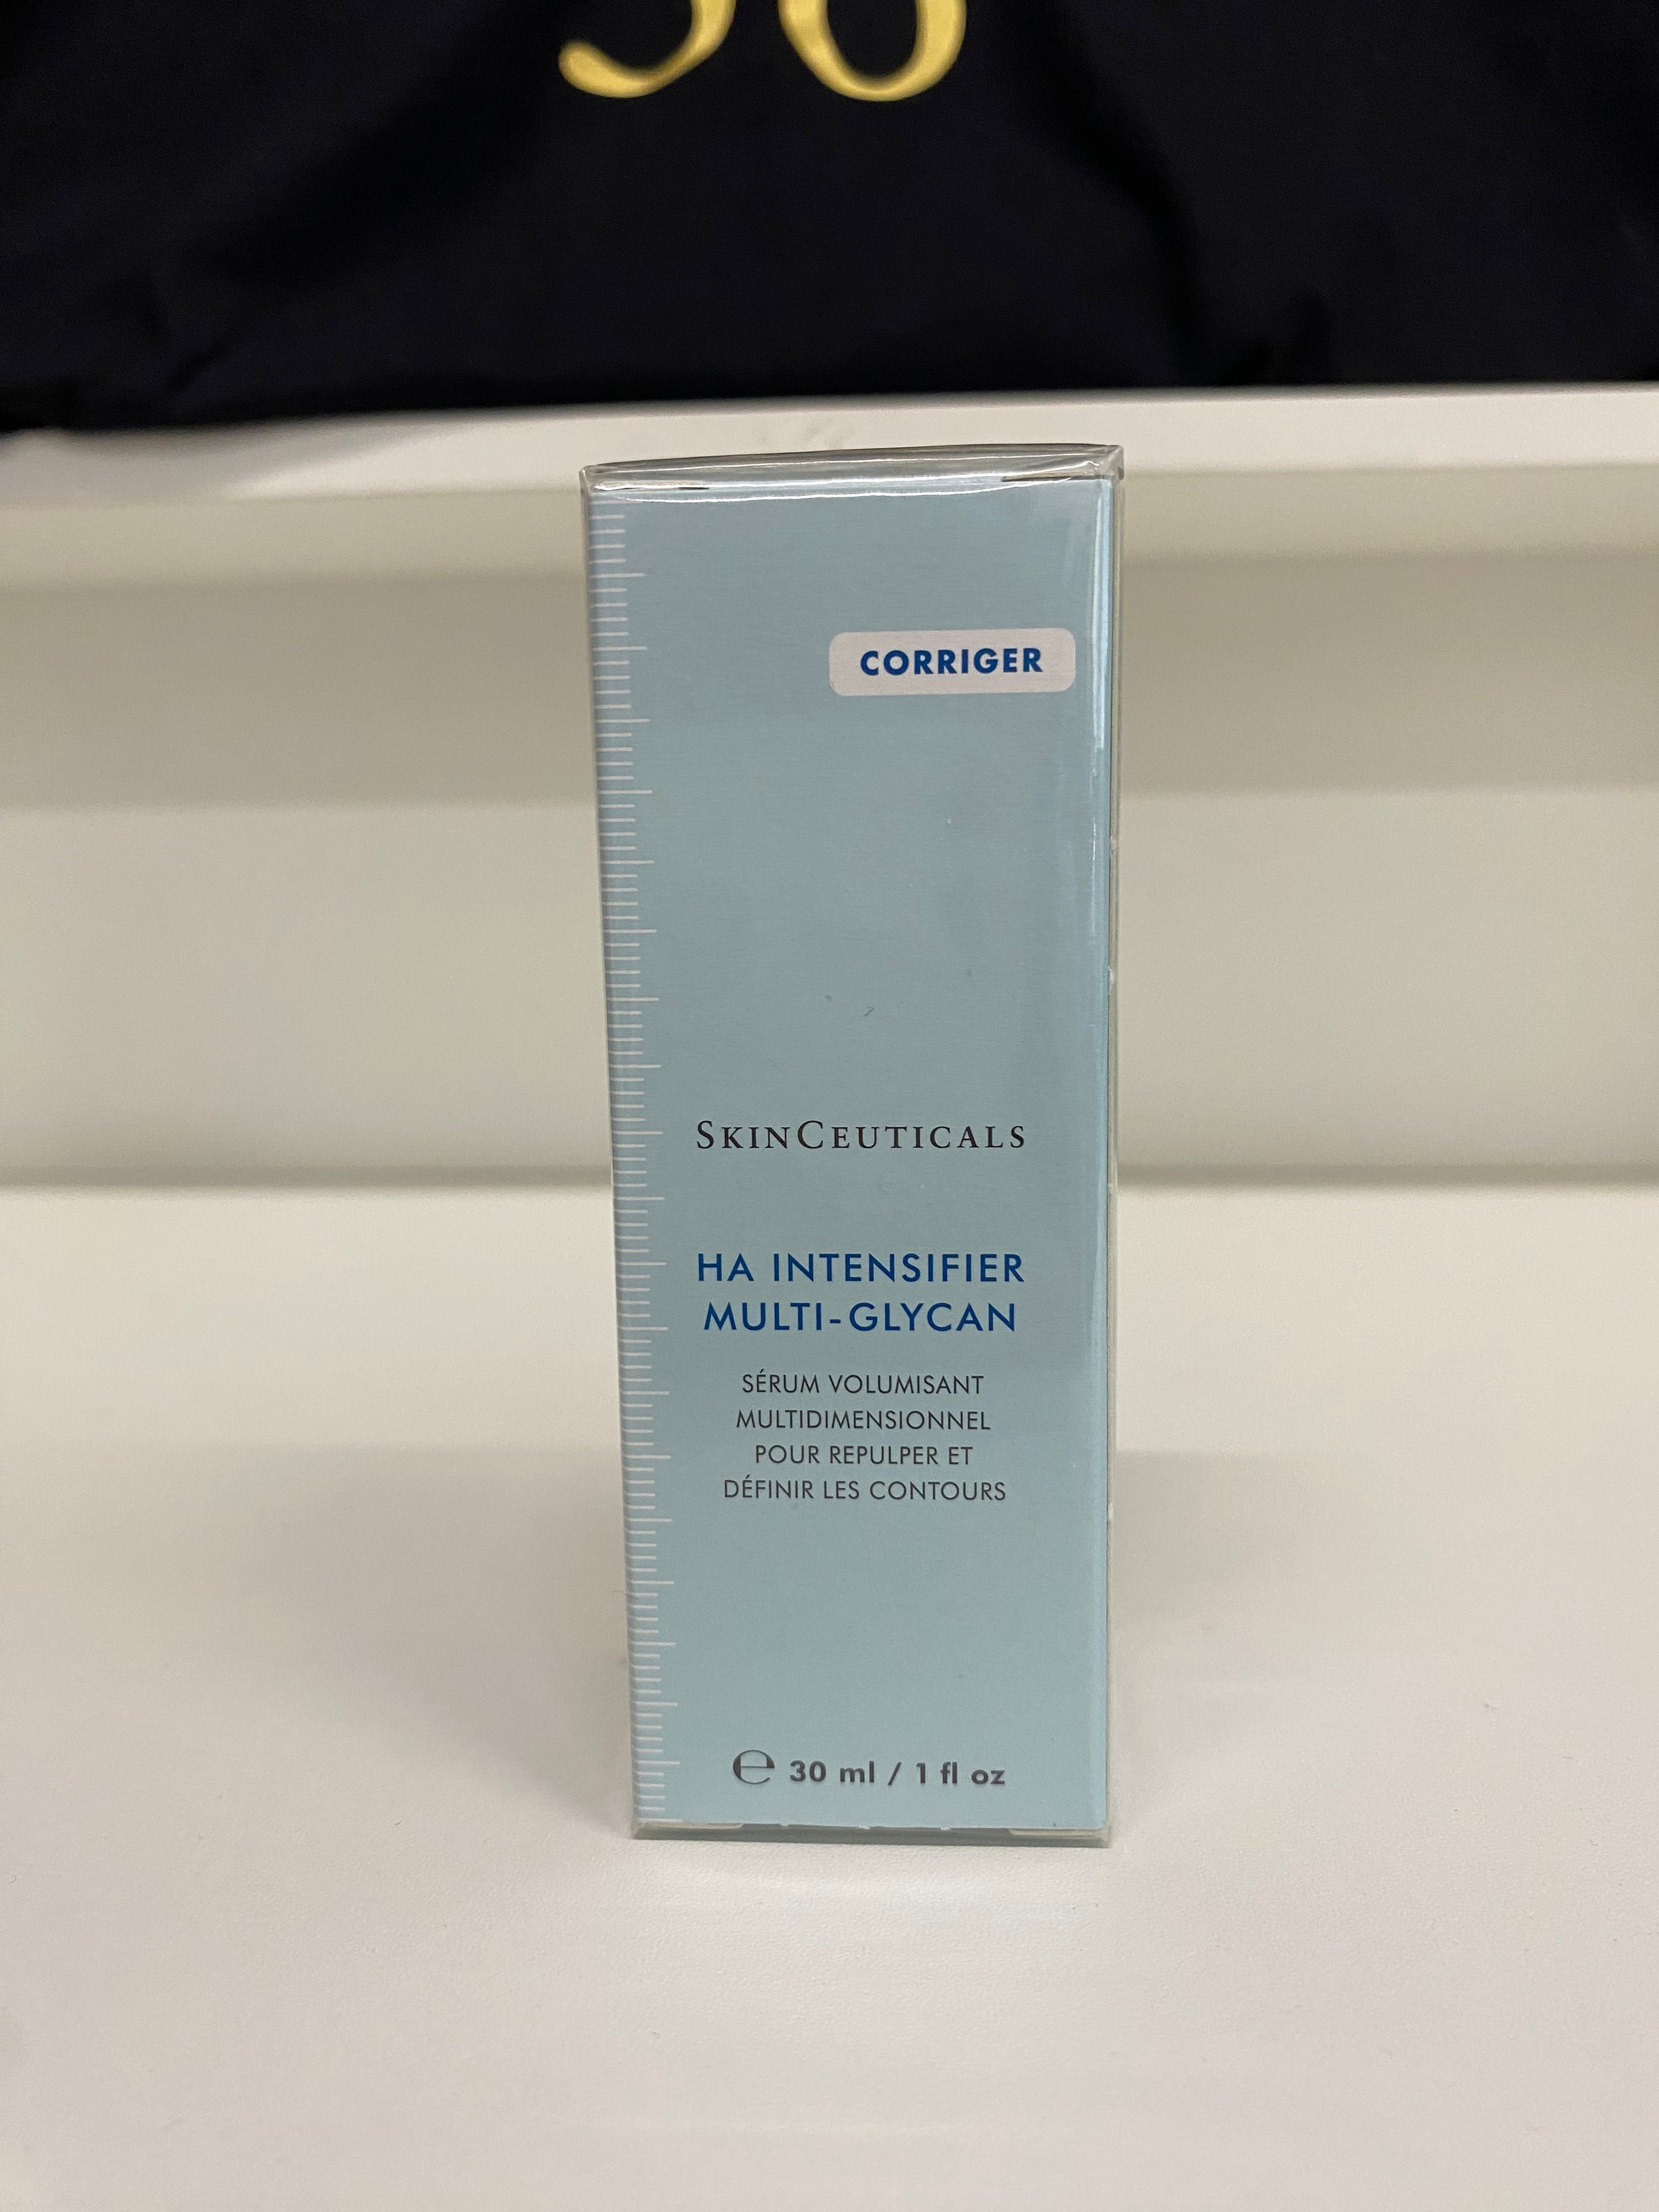 CORRIGER
SKINCEUTICALS
HA INTENSIFIER
MULTI-GLYCAN
SÉRUM VOLUMISANT
MULTIDIMENSIONNEL
POUR REPULPER ET
DÉFINIR LES CONTOURS
℮ 30 ml / 1 fl oz